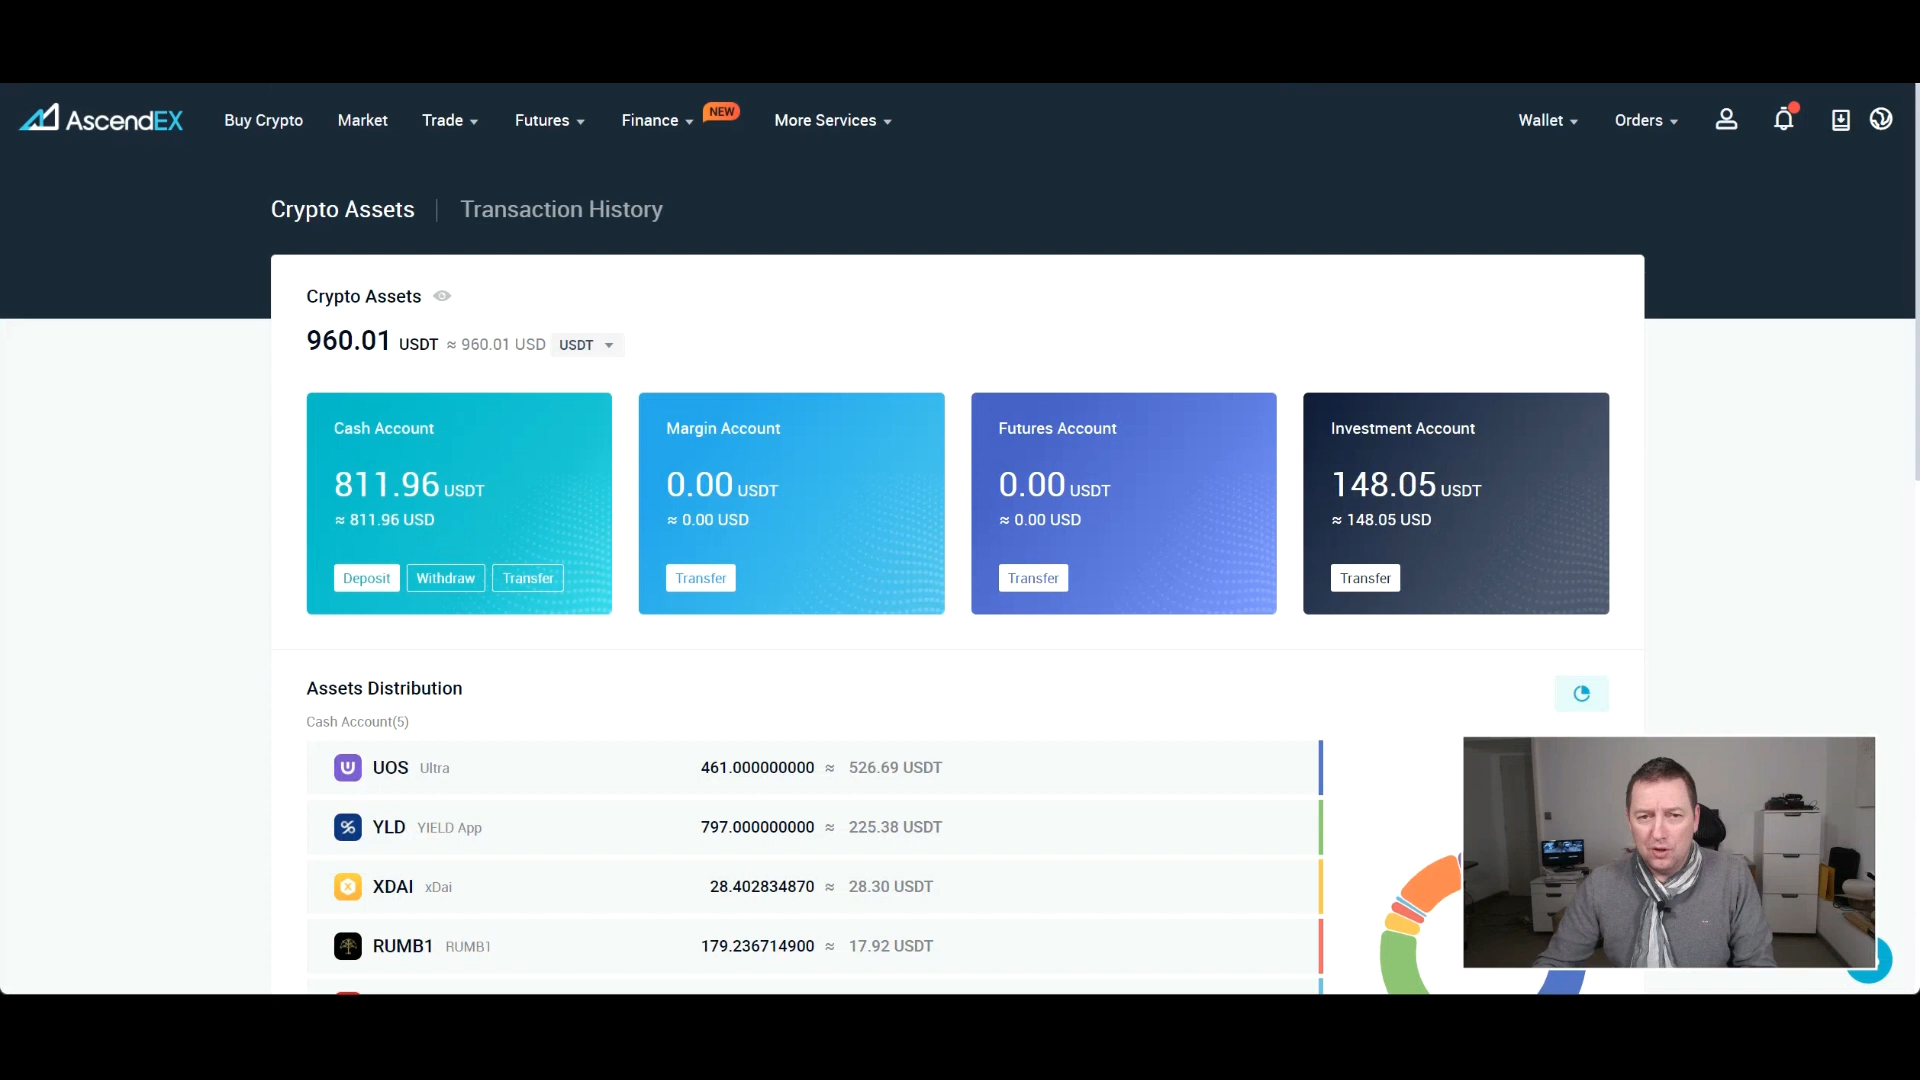 AscendEX
Buy Crypto Market Trade Futures Finance NEW More Services Wallet Orders
Crypto Assets | Transaction History
Crypto Assets
960.01 USDT ≈ 960.01 USD USDT
Cash Account
811.96 USDT
≈ 811.96 USD
Deposit Withdraw Transfer
Margin Account
0.00 USDT
≈ 0.00 USD
Transfer
Futures Account
0.00 USDT
≈ 0.00 USD
Transfer
Investment Account
148.05 USDT
≈ 148.05 USD
Transfer
Assets Distribution
Cash Account(5)
UOS Ultra 461.000000000 ≈ 526.69 USDT
YLD YIELD App 797.000000000 ≈ 225.38 USDT
XDAI xDai 28.402834870 ≈ 28.30 USDT
RUMB1 RUMB1 179.236714900 ≈ 17.92 USDT